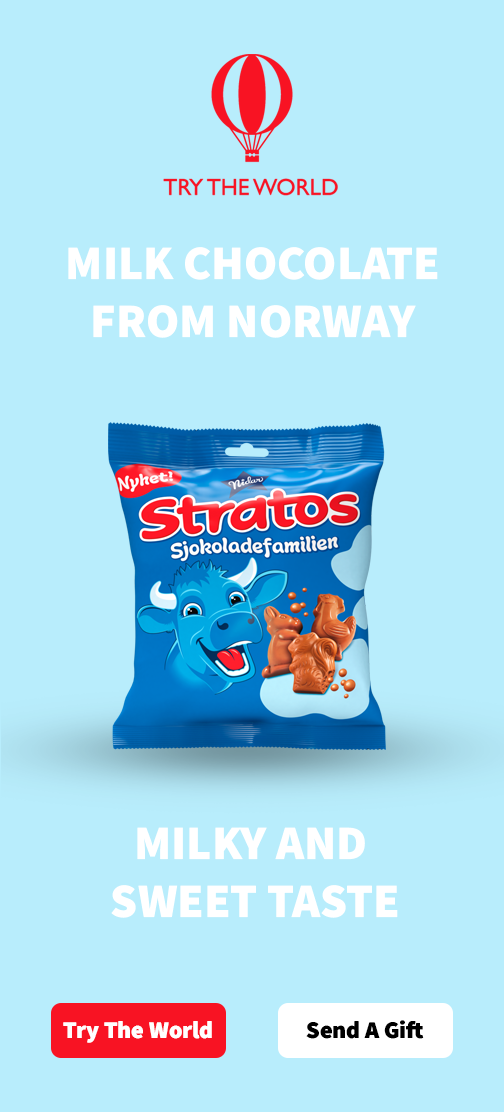 TRY THE WORLD
MILK CHOCOLATE
FROM NORWAY
Nyhet!
Nidar
Stratos
Sjokoladefamilien
MILKY AND
SWEET TASTE
Try The World
Send A Gift